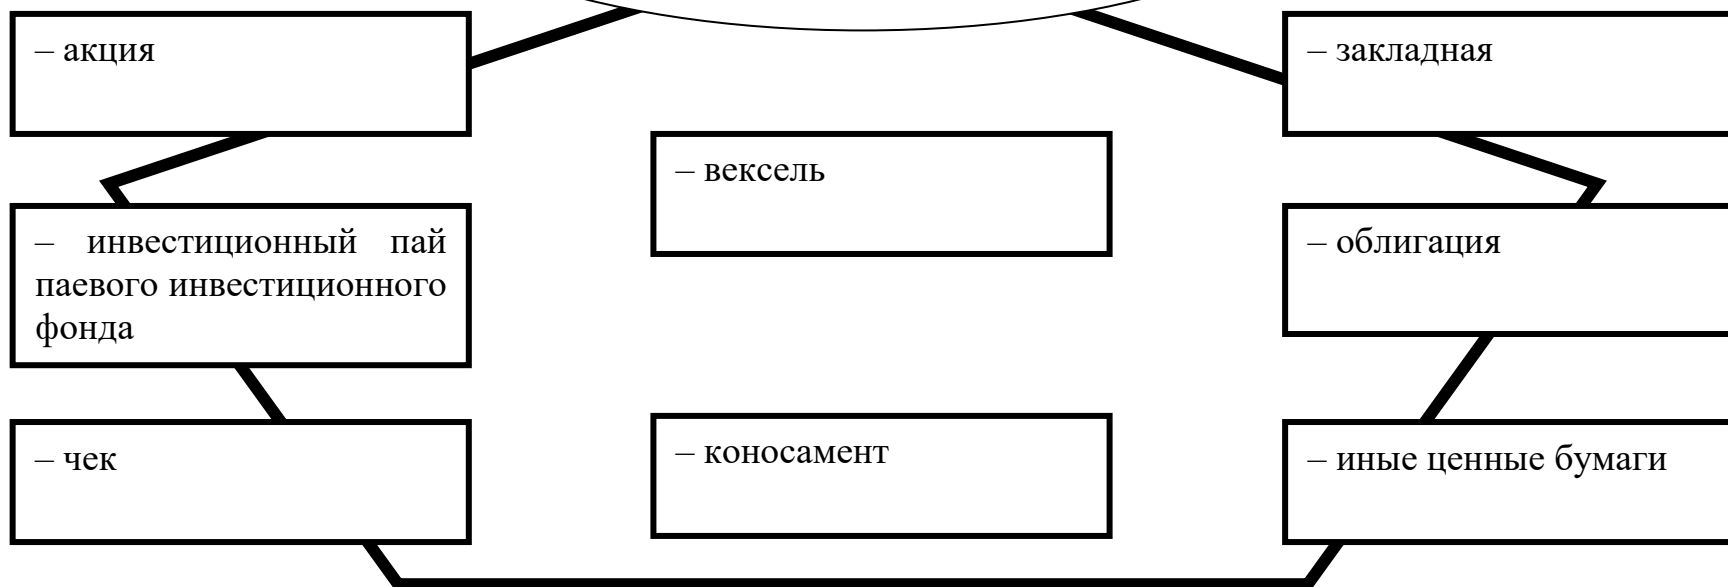 – акция
– закладная
– вексель
– инвестиционный пай
паевого инвестиционного
фонда
– облигация
– чек
– коносамент
– иные ценные бумаги